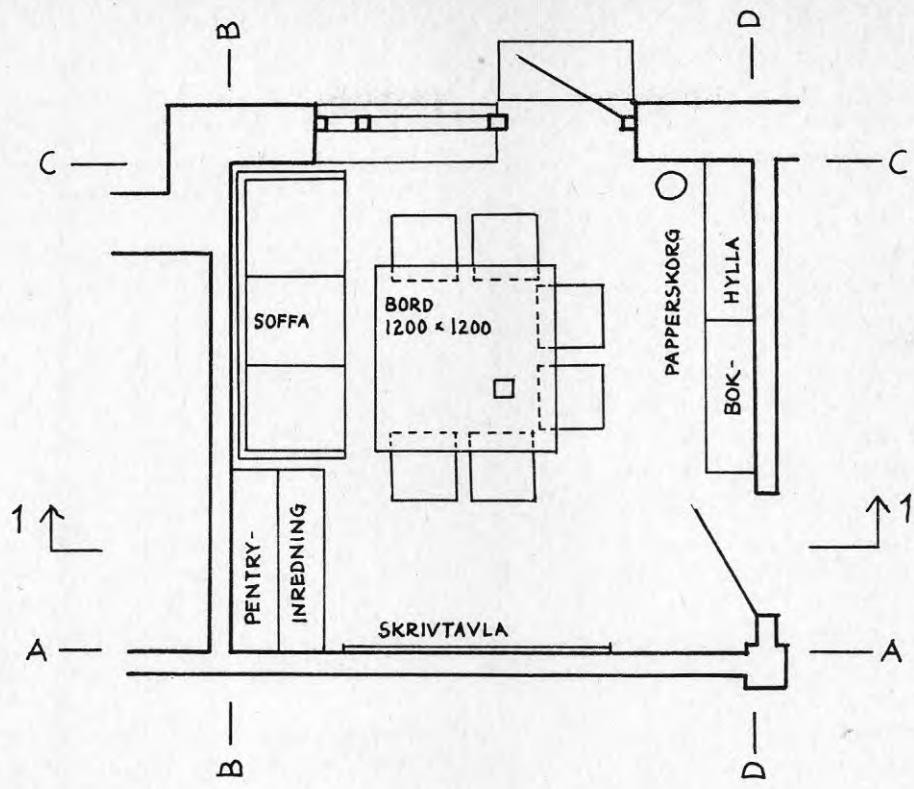 B
D
C
C
SOFFA
BORD
1200 × 1200
PAPPERSKORG
HYLLA
BOK-
1
1
PENTRY-
INREDNING
SKRIVTAVLA
A
A
B
D